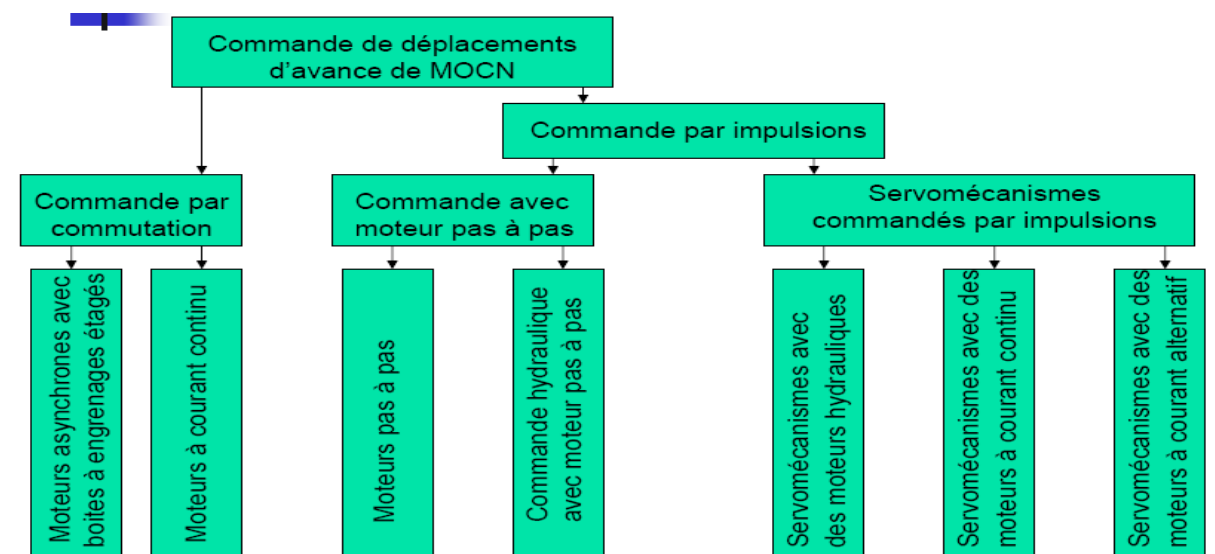 Commande de déplacements
d'avance de MOCN
Commande par impulsions
Commande par
commutation
Commande avec
moteur pas à pas
Servomécanismes
commandés par impulsions
Moteurs asynchrones avec
boites à engrenages étagés
Moteurs à courant continu
Moteurs pas à pas
Commande hydraulique
avec moteur pas à pas
Servomécanismes avec
des moteurs hydrauliques
Servomécanismes avec des
moteurs à courant continu
Servomécanismes avec des
moteurs à courant alternatif